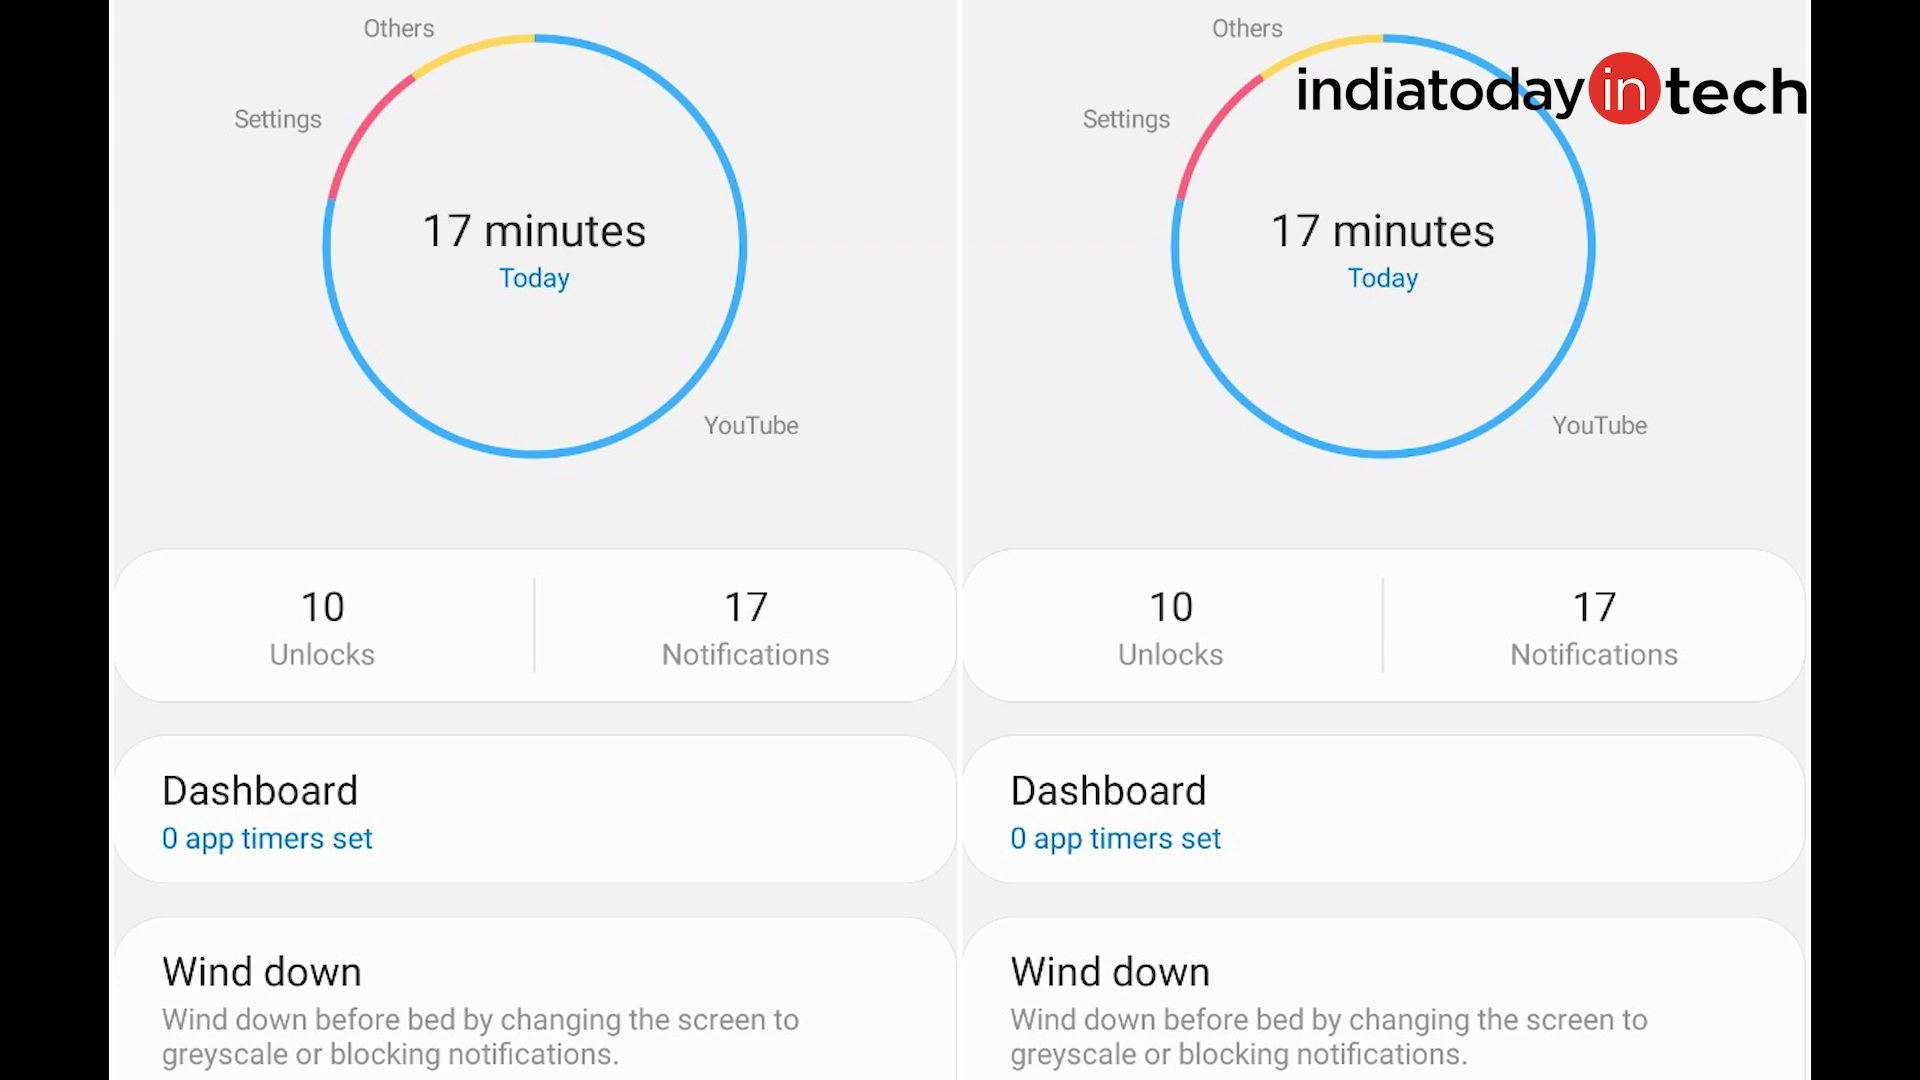 Others
Settings
17 minutes
Today
YouTube
10
Unlocks
17
Notifications
Dashboard
0 app timers set
Wind down
Wind down before bed by changing the screen to
greyscale or blocking notifications.
indiatoday in tech
Others
Settings
17 minutes
Today
YouTube
10
Unlocks
17
Notifications
Dashboard
0 app timers set
Wind down
Wind down before bed by changing the screen to
greyscale or blocking notifications.